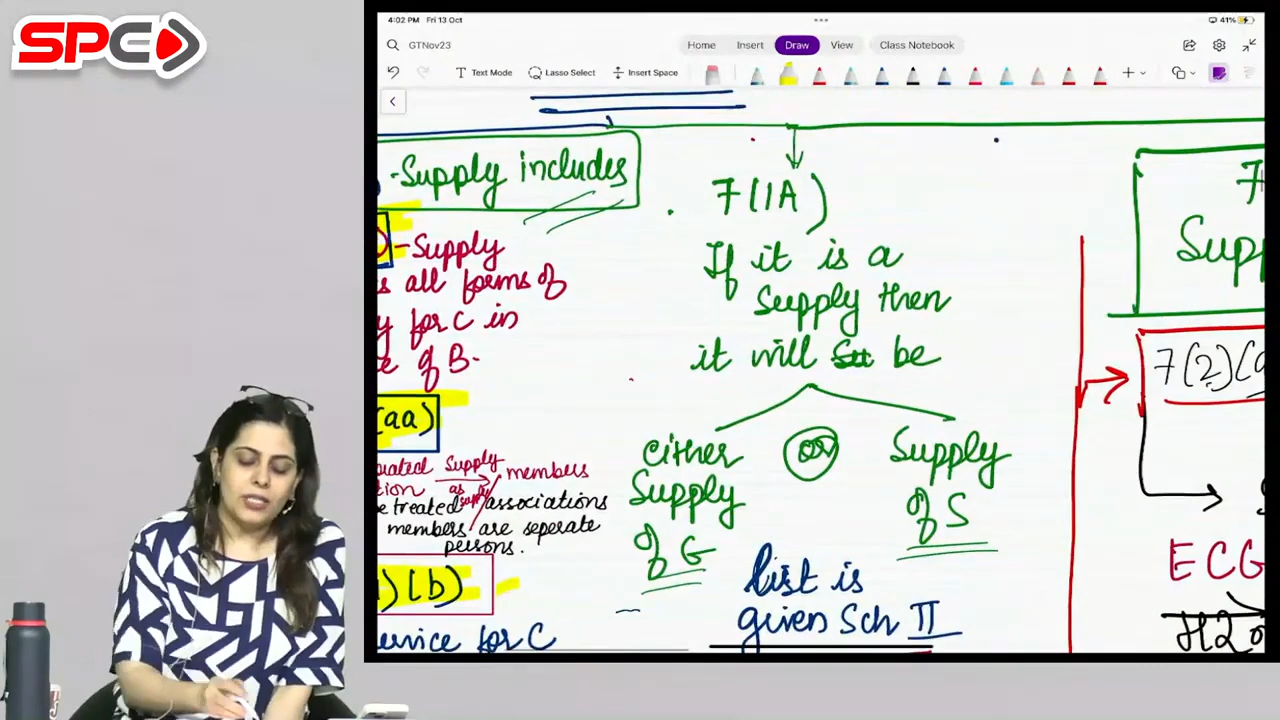 SPC
4:02 PM Fri 13 Oct
41%
GTNov23
Home Insert Draw View Class Notebook
Text Mode Lasso Select Insert Space
-Supply includes
-Supply
all forms of
for C in
of B.
(aa)
Supply
members
as supply
treated associations
members are seperate
persons.
)(b)
for C
7(1A)
If it is a
Supply then
it will be
either
Supply
of G
OR
Supply
of S
List is
given Sch II
7
Supp
7(2)(a
ECG